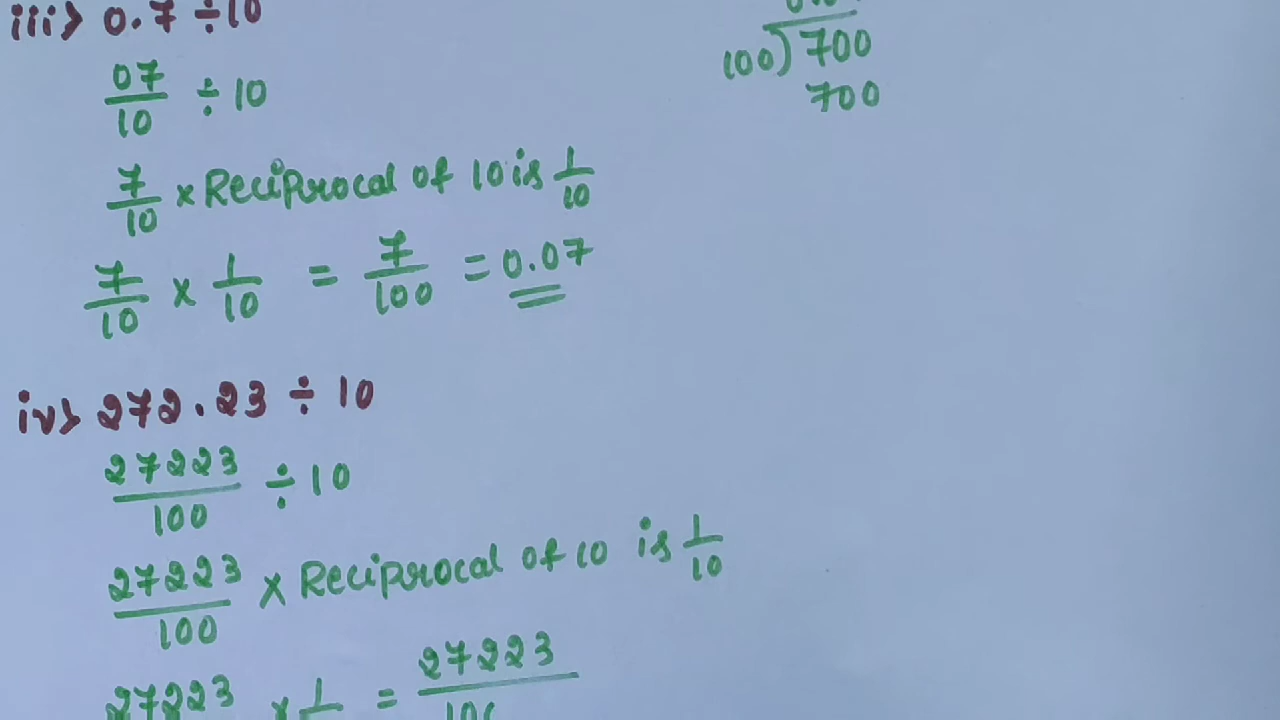 iii> 0.7 ÷ 10
07/10 ÷ 10
7/10 × Reciprocal of 10 is 1/10
7/10 × 1/10 = 7/100 = 0.07
100) 700
700
iv> 272.23 ÷ 10
27223/100 ÷ 10
27223/100 × Reciprocal of 10 is 1/10
27223 × 1 = 27223